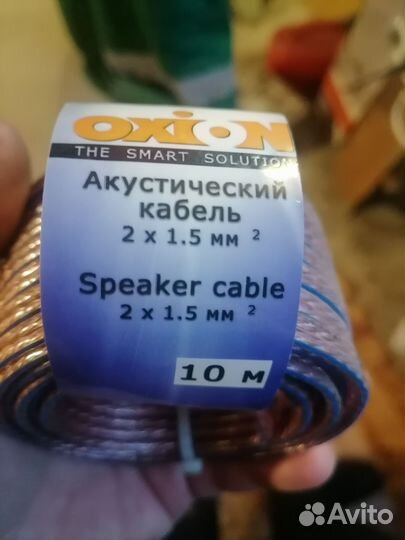 OXION
THE SMART SOLUTION
Акустический
кабель
2 x 1.5 мм ²
Speaker cable
2 x 1.5 мм ²
10 м
Avito